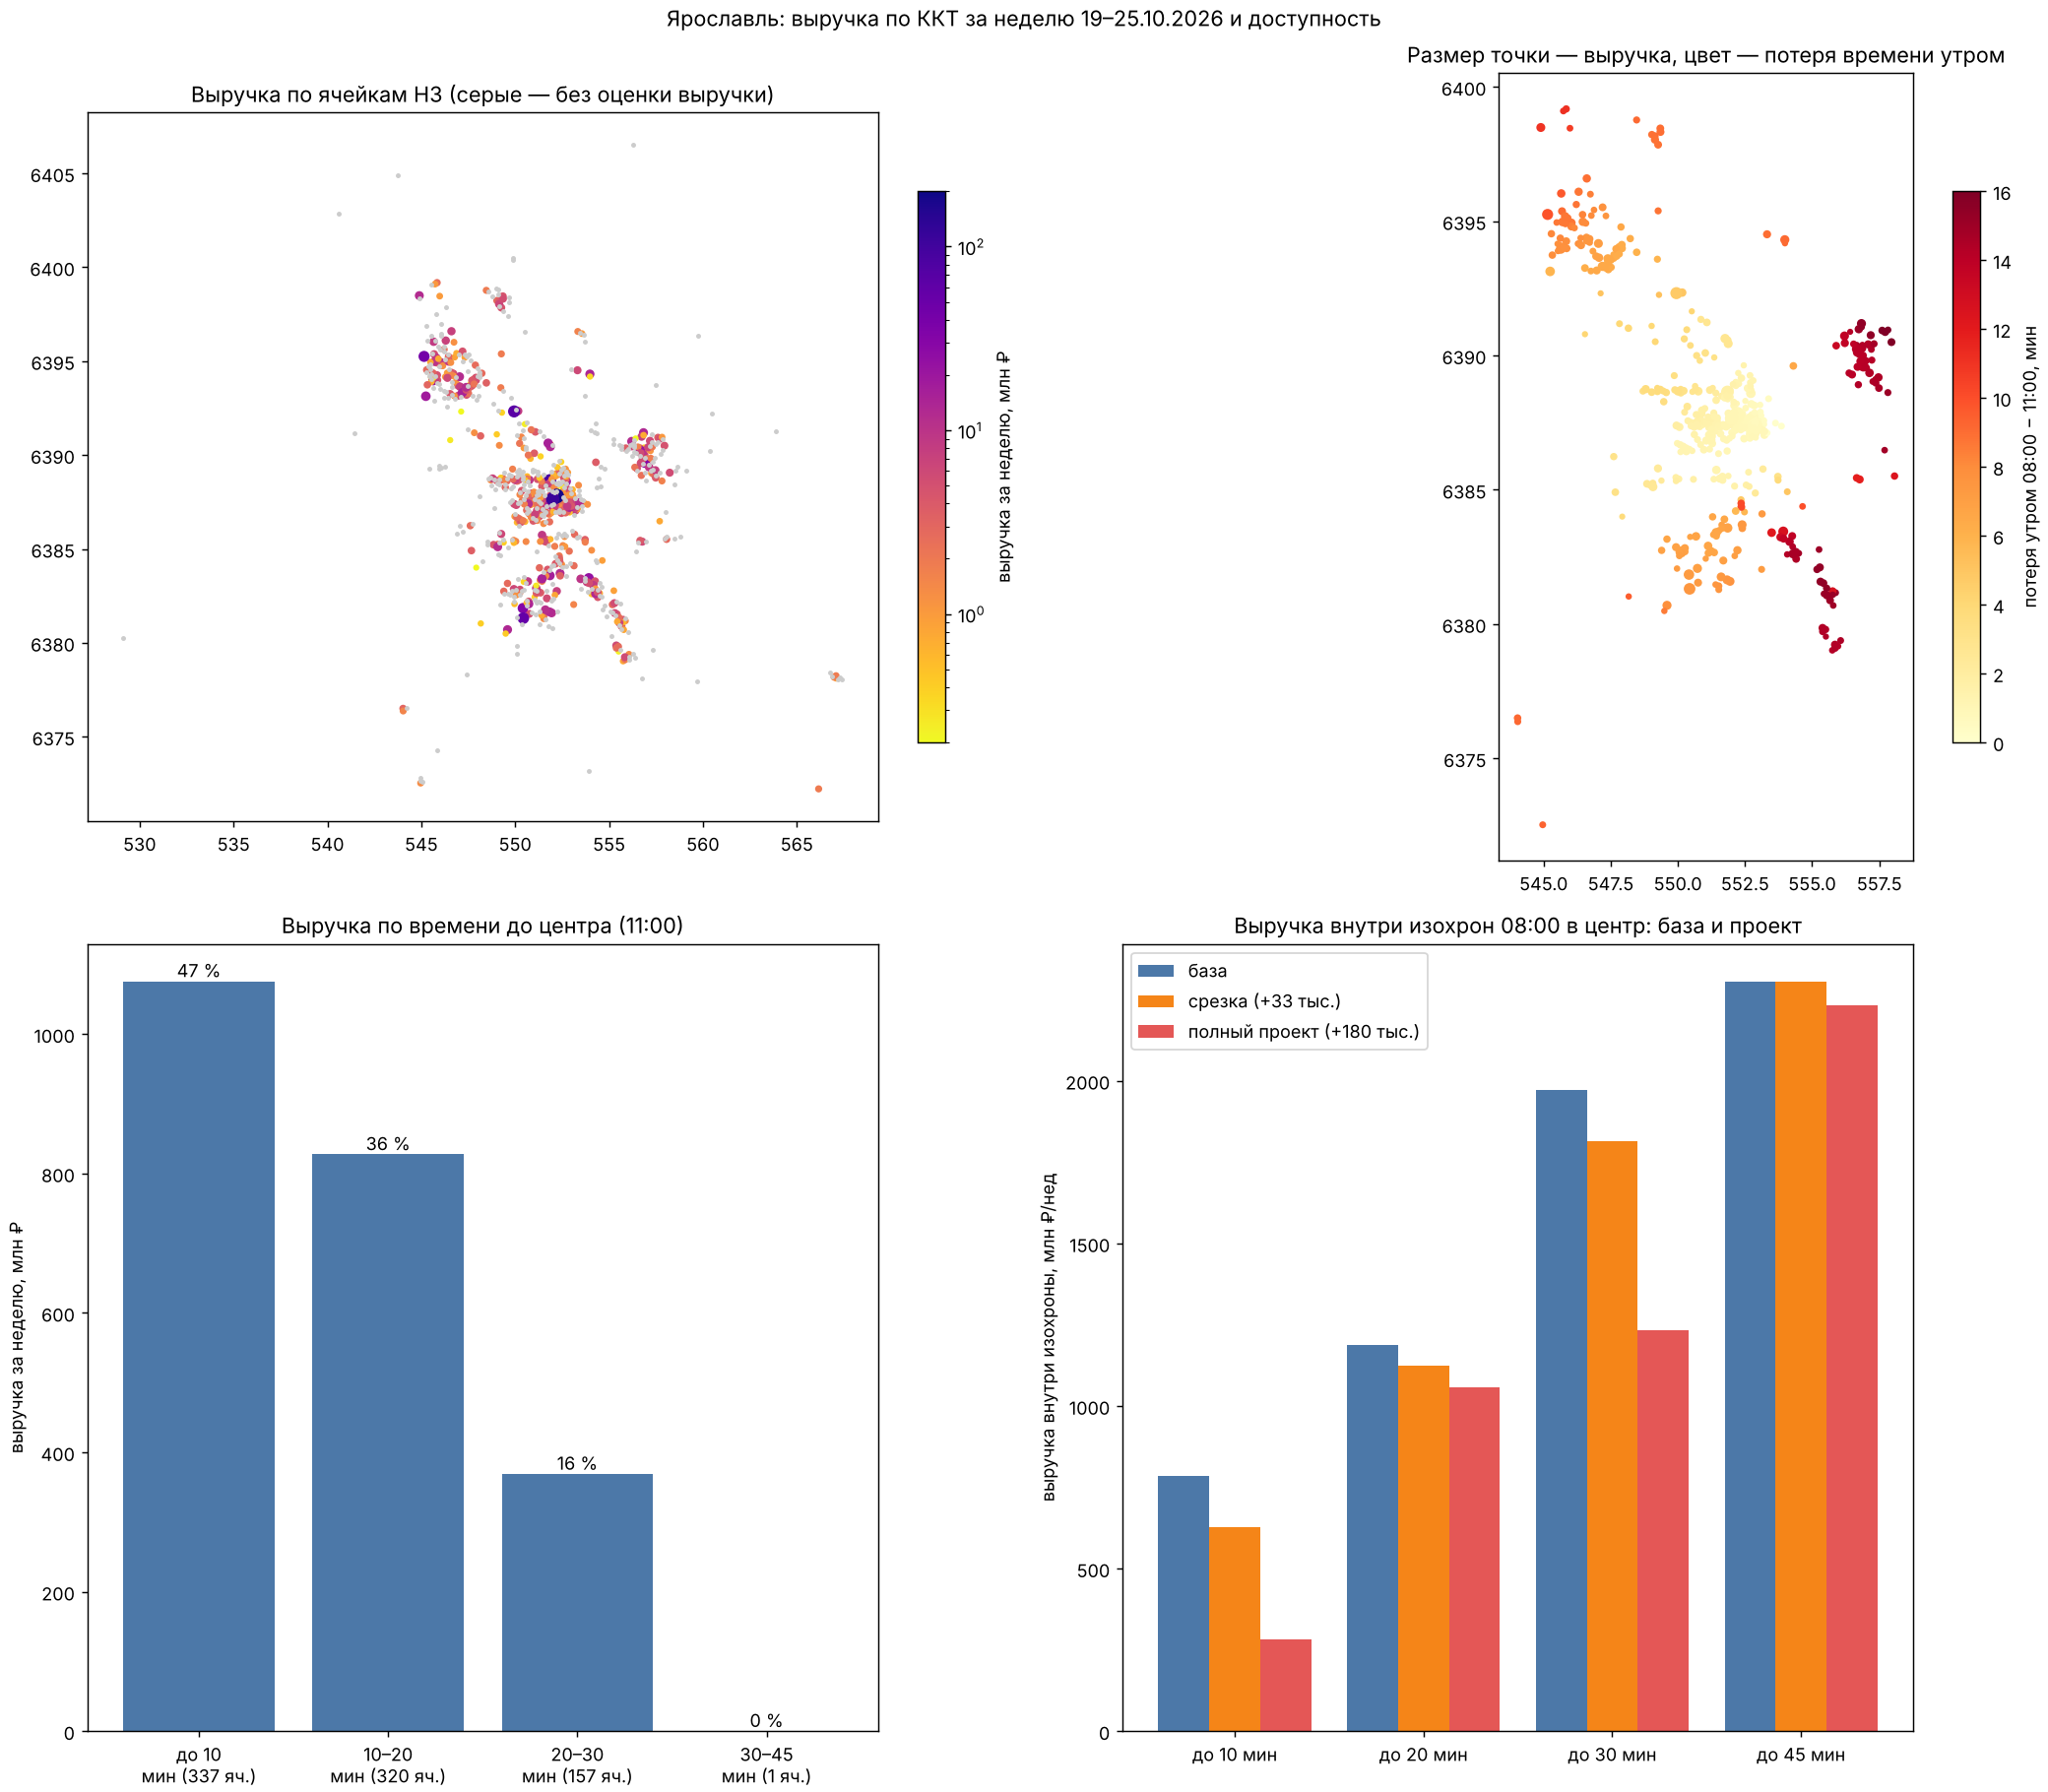 Ярославль: выручка по ККТ за неделю 19–25.10.2026 и доступность
Выручка по ячейкам H3 (серые — без оценки выручки)
6405
6400
6395
6390
6385
6380
6375
530 535 540 545 550 555 560 565
10²
10¹
10⁰
выручка за неделю, млн ₽
Размер точки — выручка, цвет — потеря времени утром
6400
6395
6390
6385
6380
6375
545.0 547.5 550.0 552.5 555.0 557.5
16
14
12
10
8
6
4
2
0
потеря утром 08:00 − 11:00, мин
Выручка по времени до центра (11:00)
выручка за неделю, млн ₽
1000
800
600
400
200
0
47 %
36 %
16 %
0 %
до 10 10–20 20–30 30–45
мин (337 яч.) мин (320 яч.) мин (157 яч.) мин (1 яч.)
Выручка внутри изохрон 08:00 в центр: база и проект
база
срезка (+33 тыс.)
полный проект (+180 тыс.)
выручка внутри изохроны, млн ₽/нед
2000
1500
1000
500
0
до 10 мин до 20 мин до 30 мин до 45 мин